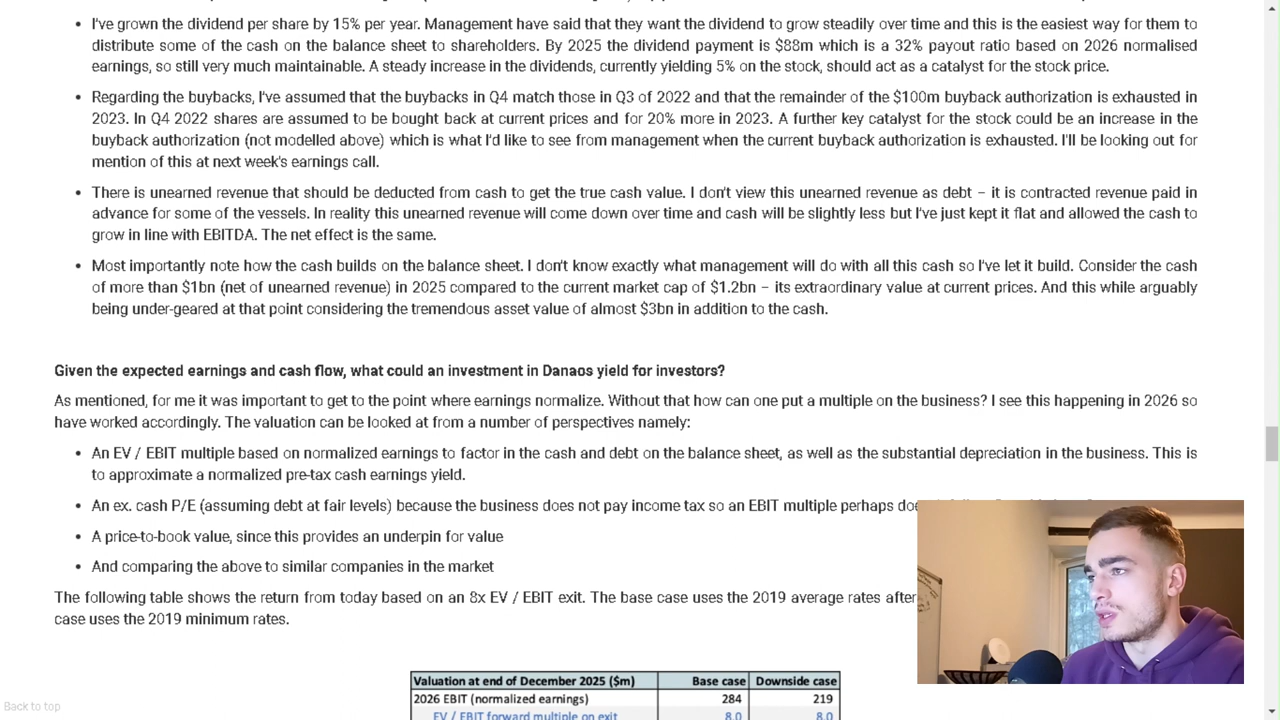 • I've grown the dividend per share by 15% per year. Management have said that they want the dividend to grow steadily over time and this is the easiest way for them to
distribute some of the cash on the balance sheet to shareholders. By 2025 the dividend payment is $88m which is a 32% payout ratio based on 2026 normalised
earnings, so still very much maintainable. A steady increase in the dividends, currently yielding 5% on the stock, should act as a catalyst for the stock price.
• Regarding the buybacks, I've assumed that the buybacks in Q4 match those in Q3 of 2022 and that the remainder of the $100m buyback authorization is exhausted in
2023. In Q4 2022 shares are assumed to be bought back at current prices and for 20% more in 2023. A further key catalyst for the stock could be an increase in the
buyback authorization (not modelled above) which is what I'd like to see from management when the current buyback authorization is exhausted. I'll be looking out for
mention of this at next week's earnings call.
• There is unearned revenue that should be deducted from cash to get the true cash value. I don't view this unearned revenue as debt – it is contracted revenue paid in
advance for some of the vessels. In reality this unearned revenue will come down over time and cash will be slightly less but I've just kept it flat and allowed the cash to
grow in line with EBITDA. The net effect is the same.
• Most importantly note how the cash builds on the balance sheet. I don't know exactly what management will do with all this cash so I've let it build. Consider the cash
of more than $1bn (net of unearned revenue) in 2025 compared to the current market cap of $1.2bn – its extraordinary value at current prices. And this while arguably
being under-geared at that point considering the tremendous asset value of almost $3bn in addition to the cash.
Given the expected earnings and cash flow, what could an investment in Danaos yield for investors?
As mentioned, for me it was important to get to the point where earnings normalize. Without that how can one put a multiple on the business? I see this happening in 2026 so
have worked accordingly. The valuation can be looked at from a number of perspectives namely:
• An EV / EBIT multiple based on normalized earnings to factor in the cash and debt on the balance sheet, as well as the substantial depreciation in the business. This is
to approximate a normalized pre-tax cash earnings yield.
• An ex. cash P/E (assuming debt at fair levels) because the business does not pay income tax so an EBIT multiple perhaps
• A price-to-book value, since this provides an underpin for value
• And comparing the above to similar companies in the market
The following table shows the return from today based on an 8x EV / EBIT exit. The base case uses the 2019 average rates after
case uses the 2019 minimum rates.
Valuation at end of December 2025 ($m) Base case Downside case
2026 EBIT (normalized earnings) 284 219
EV / EBIT forward multiple on exit 8.0 8.0
Back to top